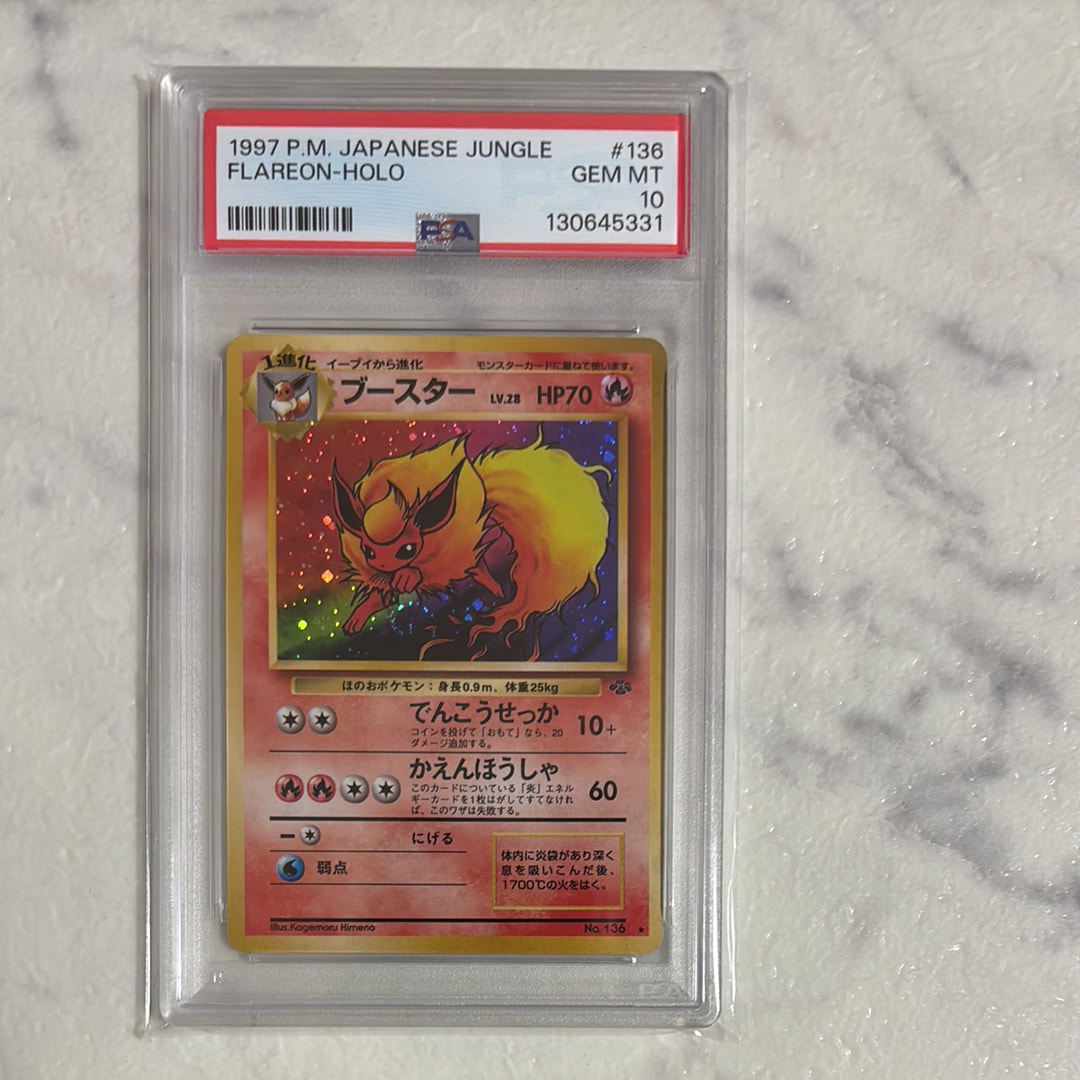 1997 P.M. JAPANESE JUNGLE #136
FLAREON-HOLO GEM MT
10
130645331
PSA
1進化 イーブイから進化 モンスターカードに重ねて使います。
ブースター LV.28 HP70
ほのおポケモン:身長0.9m、体重25kg
でんこうせっか 10+
コインを投げて「おもて」なら、20
ダメージ追加する。
かえんほうしゃ 60
このカードについている「炎」エネル
ギーカードを1枚はがしてすてなけれ
ば、このワザは失敗する。
にげる
弱点
体内に炎袋があり深く
息を吸いこんだ後、
1700℃の火をはく。
Illus.Kagemaru Himeno No. 136 ★
PSA